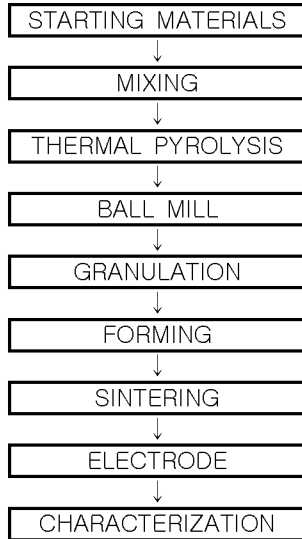 STARTING MATERIALS
MIXING
THERMAL PYROLYSIS
BALL MILL
GRANULATION
FORMING
SINTERING
ELECTRODE
CHARACTERIZATION